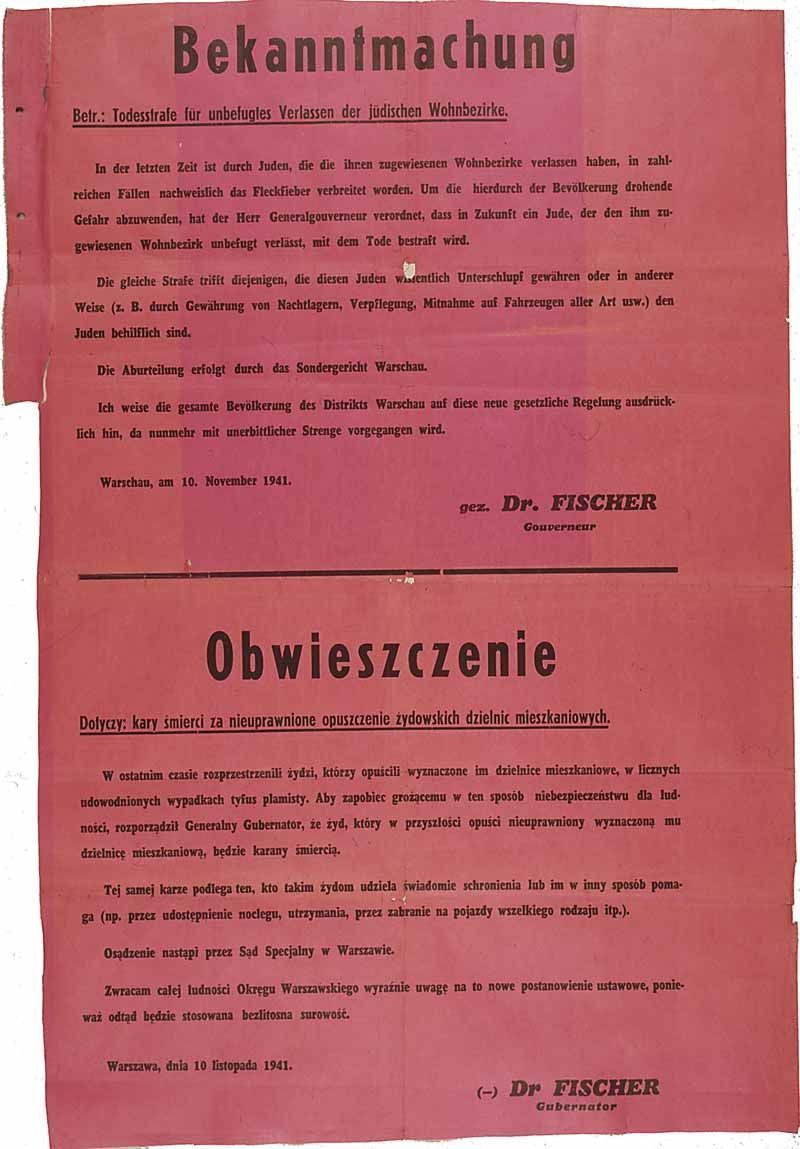 Bekanntmachung
Betr.: Todesstrafe für unbefugtes Verlassen der jüdischen Wohnbezirke.
In der letzten Zeit ist durch Juden, die die ihnen zugewiesenen Wohnbezirke verlassen haben, in zahl-
reichen Fällen nachweislich das Fleckfieber verbreitet worden. Um die hierdurch der Bevölkerung drohende
Gefahr abzuwenden, hat der Herr Generalgouverneur verordnet, dass in Zukunft ein Jude, der den ihm zu-
gewiesenen Wohnbezirk unbefugt verlässt, mit dem Tode bestraft wird.
Die gleiche Strafe trifft diejenigen, die diesen Juden wissentlich Unterschlupf gewähren oder in anderer
Weise (z. B. durch Gewährung von Nachtlagern, Verpflegung, Mitnahme auf Fahrzeugen aller Art usw.) den
Juden behilflich sind.
Die Aburteilung erfolgt durch das Sondergericht Warschau.
Ich weise die gesamte Bevölkerung des Distrikts Warschau auf diese neue gesetzliche Regelung ausdrück-
lich hin, da nunmehr mit unerbittlicher Strenge vorgegangen wird.
Warschau, am 10. November 1941.
gez. Dr. FISCHER
Gouverneur
Obwieszczenie
Dotyczy: kary śmierci za nieuprawnione opuszczenie żydowskich dzielnic mieszkaniowych.
W ostatnim czasie rozprzestrzenili żydzi, którzy opuścili wyznaczone im dzielnice mieszkaniowe, w licznych
udowodnionych wypadkach tyfus plamisty. Aby zapobiec grożącemu w ten sposób niebezpieczeństwu dla lud-
ności, rozporządził Generalny Gubernator, że żyd, który w przyszłości opuści nieuprawniony wyznaczoną mu
dzielnicę mieszkaniową, będzie karany śmiercią.
Tej samej karze podlega ten, kto takim żydom udziela świadomie schronienia lub im w inny sposób poma-
ga (np. przez udostępnienie noclegu, utrzymania, przez zabranie na pojazdy wszelkiego rodzaju itp.).
Osądzenie nastąpi przez Sąd Specjalny w Warszawie.
Zwracam całej ludności Okręgu Warszawskiego wyraźnie uwagę na to nowe postanowienie ustawowe, ponie-
waż odtąd będzie stosowana bezlitosna surowość.
Warszawa, dnia 10 listopada 1941.
(—) Dr FISCHER
Gubernator